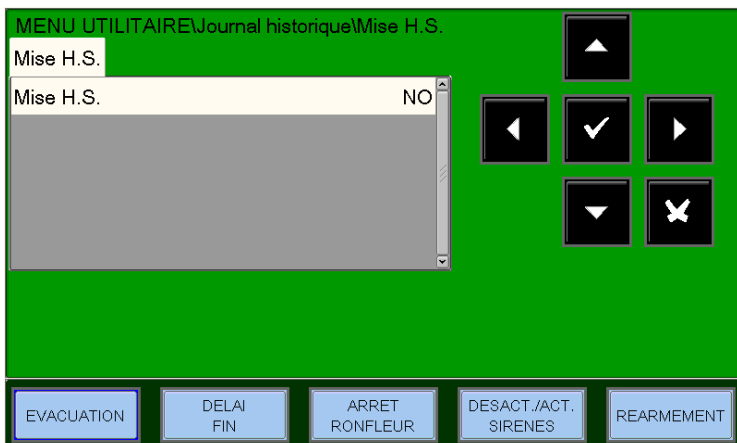 MENU UTILITAIRE\Journal historique\Mise H.S.
Mise H.S.
Mise H.S. NO
EVACUATION
DELAI
FIN
ARRET
RONFLEUR
DESACT./ACT.
SIRENES
REARMEMENT